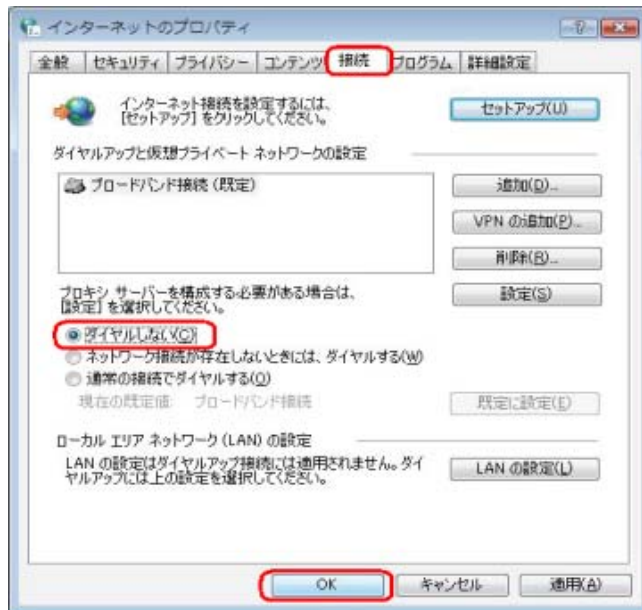 インターネットのプロパティ
全般 セキュリティ プライバシー コンテンツ 接続 プログラム 詳細設定
インターネット接続を設定するには、
[セットアップ] をクリックしてください。
セットアップ(U)
ダイヤルアップと仮想プライベート ネットワークの設定
ブロードバンド接続 (既定)
追加(D)...
VPN の追加(P)...
削除(R)...
プロキシ サーバーを構成する必要がある場合は、
[設定] を選択してください。
設定(S)
ダイヤルしない(C)
ネットワーク接続が存在しないときには、ダイヤルする(W)
通常の接続でダイヤルする(O)
現在の既定値: ブロードバンド接続
既定に設定(E)
ローカル エリア ネットワーク (LAN) の設定
LAN の設定はダイヤルアップ接続には適用されません。ダイ
ヤルアップには上の設定を選択してください。
LAN の設定(L)
OK キャンセル 適用(A)